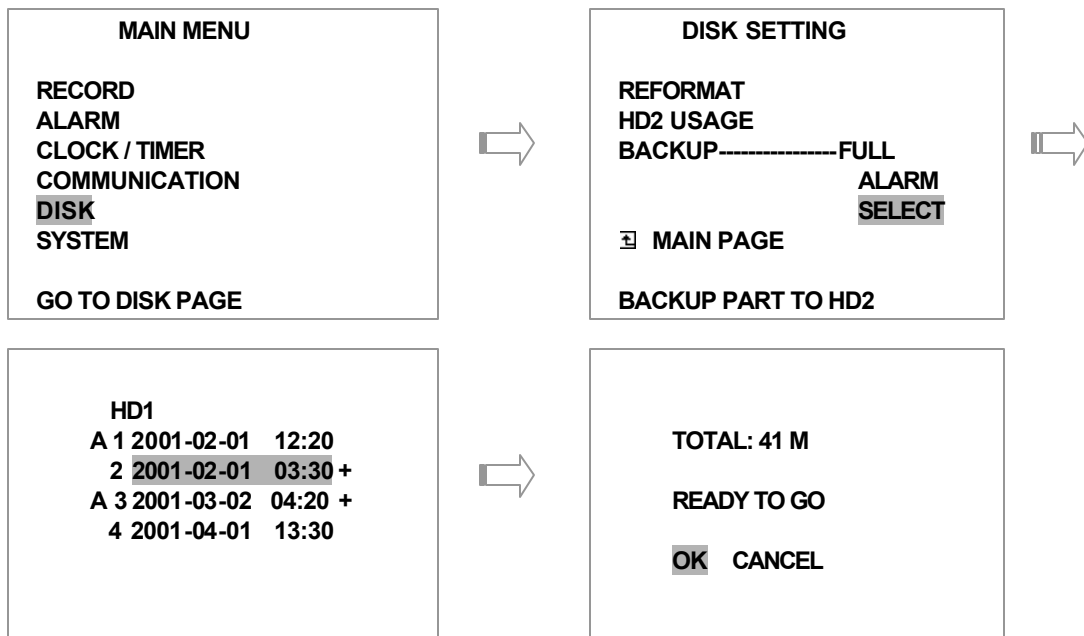 MAIN MENU
RECORD
ALARM
CLOCK / TIMER
COMMUNICATION
DISK
SYSTEM
GO TO DISK PAGE
DISK SETTING
REFORMAT
HD2 USAGE
BACKUP----------------FULL
ALARM
SELECT
MAIN PAGE
BACKUP PART TO HD2
HD1
A 1 2001-02-01 12:20
2 2001-02-01 03:30 +
A 3 2001-03-02 04:20 +
4 2001-04-01 13:30
TOTAL: 41 M
READY TO GO
OK CANCEL